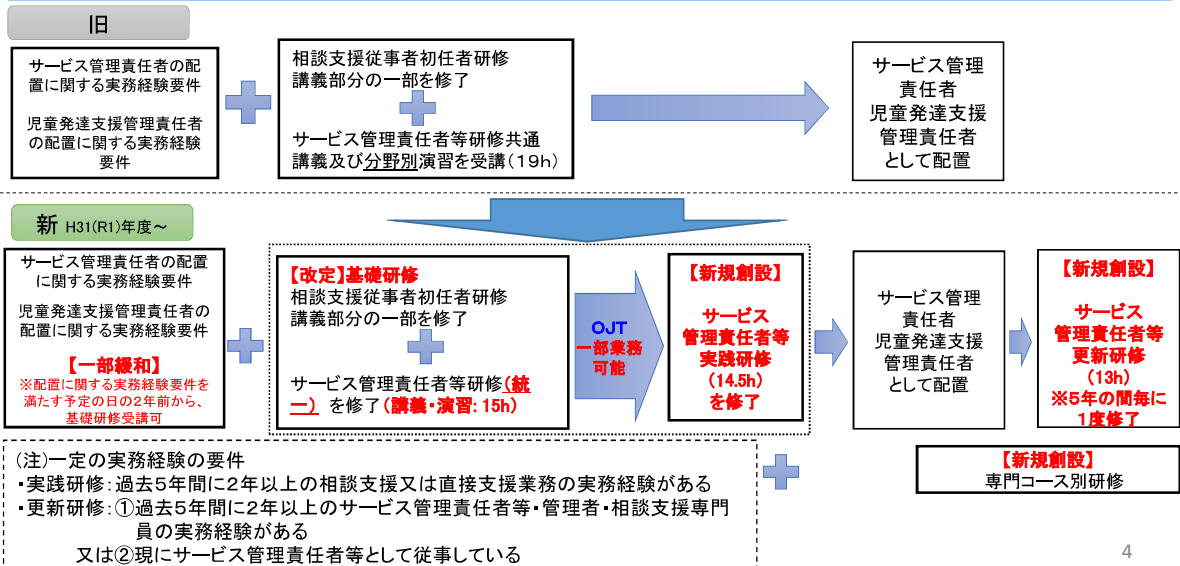 旧
サービス管理責任者の配
置に関する実務経験要件
児童発達支援管理責任者
の配置に関する実務経験
要件
相談支援従事者初任者研修
講義部分の一部を修了
サービス管理責任者等研修共通
講義及び分野別演習を受講(19h)
サービス管理
責任者
児童発達支援
管理責任者
として配置
新 H31(R1)年度～
サービス管理責任者の配置
に関する実務経験要件
児童発達支援管理責任者の
配置に関する実務経験要件
【一部緩和】
※配置に関する実務経験要件を
満たす予定の日の2年前から、
基礎研修受講可
【改定】基礎研修
相談支援従事者初任者研修
講義部分の一部を修了
サービス管理責任者等研修(統
一) を修了(講義・演習:15h)
OJT
一部業務
可能
【新規創設】
サービス
管理責任者等
実践研修
(14.5h)
を修了
サービス管理
責任者
児童発達支援
管理責任者
として配置
【新規創設】
サービス
管理責任者等
更新研修
(13h)
※5年の間毎に
1度修了
(注)一定の実務経験の要件
・実践研修:過去5年間に2年以上の相談支援又は直接支援業務の実務経験がある
・更新研修:①過去5年間に2年以上のサービス管理責任者等・管理者・相談支援専門
員の実務経験がある
又は②現にサービス管理責任者等として従事している
【新規創設】
専門コース別研修
4